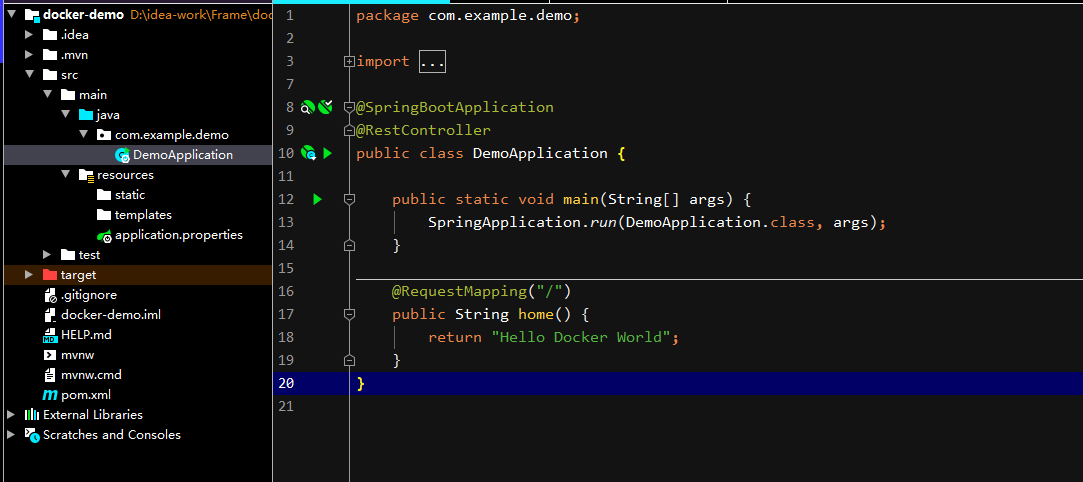 docker-demo D:\idea-work\Frame\doc
.idea
.mvn
src
main
java
com.example.demo
DemoApplication
resources
static
templates
application.properties
test
target
.gitignore
docker-demo.iml
HELP.md
mvnw
mvnw.cmd
pom.xml
External Libraries
Scratches and Consoles
1 package com.example.demo;
2
3 import ...
7
8 @SpringBootApplication
9 @RestController
10 public class DemoApplication {
11
12 public static void main(String[] args) {
13 SpringApplication.run(DemoApplication.class, args);
14 }
15
16 @RequestMapping("/")
17 public String home() {
18 return "Hello Docker World";
19 }
20 }
21